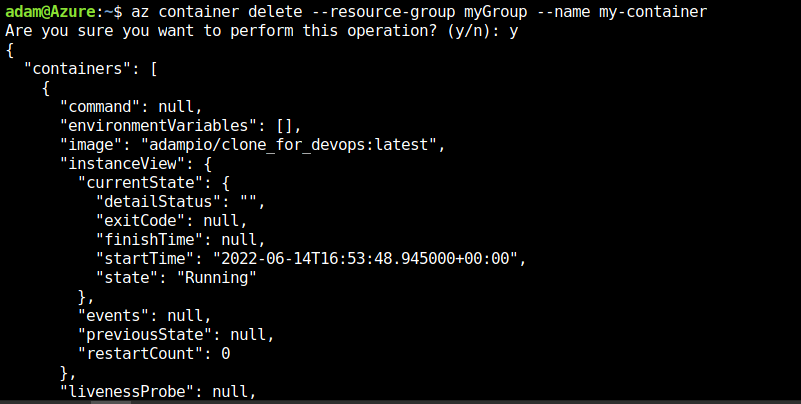 adam@Azure:~$ az container delete --resource-group myGroup --name my-container
Are you sure you want to perform this operation? (y/n): y
{
  "containers": [
    {
      "command": null,
      "environmentVariables": [],
      "image": "adampio/clone_for_devops:latest",
      "instanceView": {
        "currentState": {
          "detailStatus": "",
          "exitCode": null,
          "finishTime": null,
          "startTime": "2022-06-14T16:53:48.945000+00:00",
          "state": "Running"
        },
        "events": null,
        "previousState": null,
        "restartCount": 0
      },
      "livenessProbe": null,